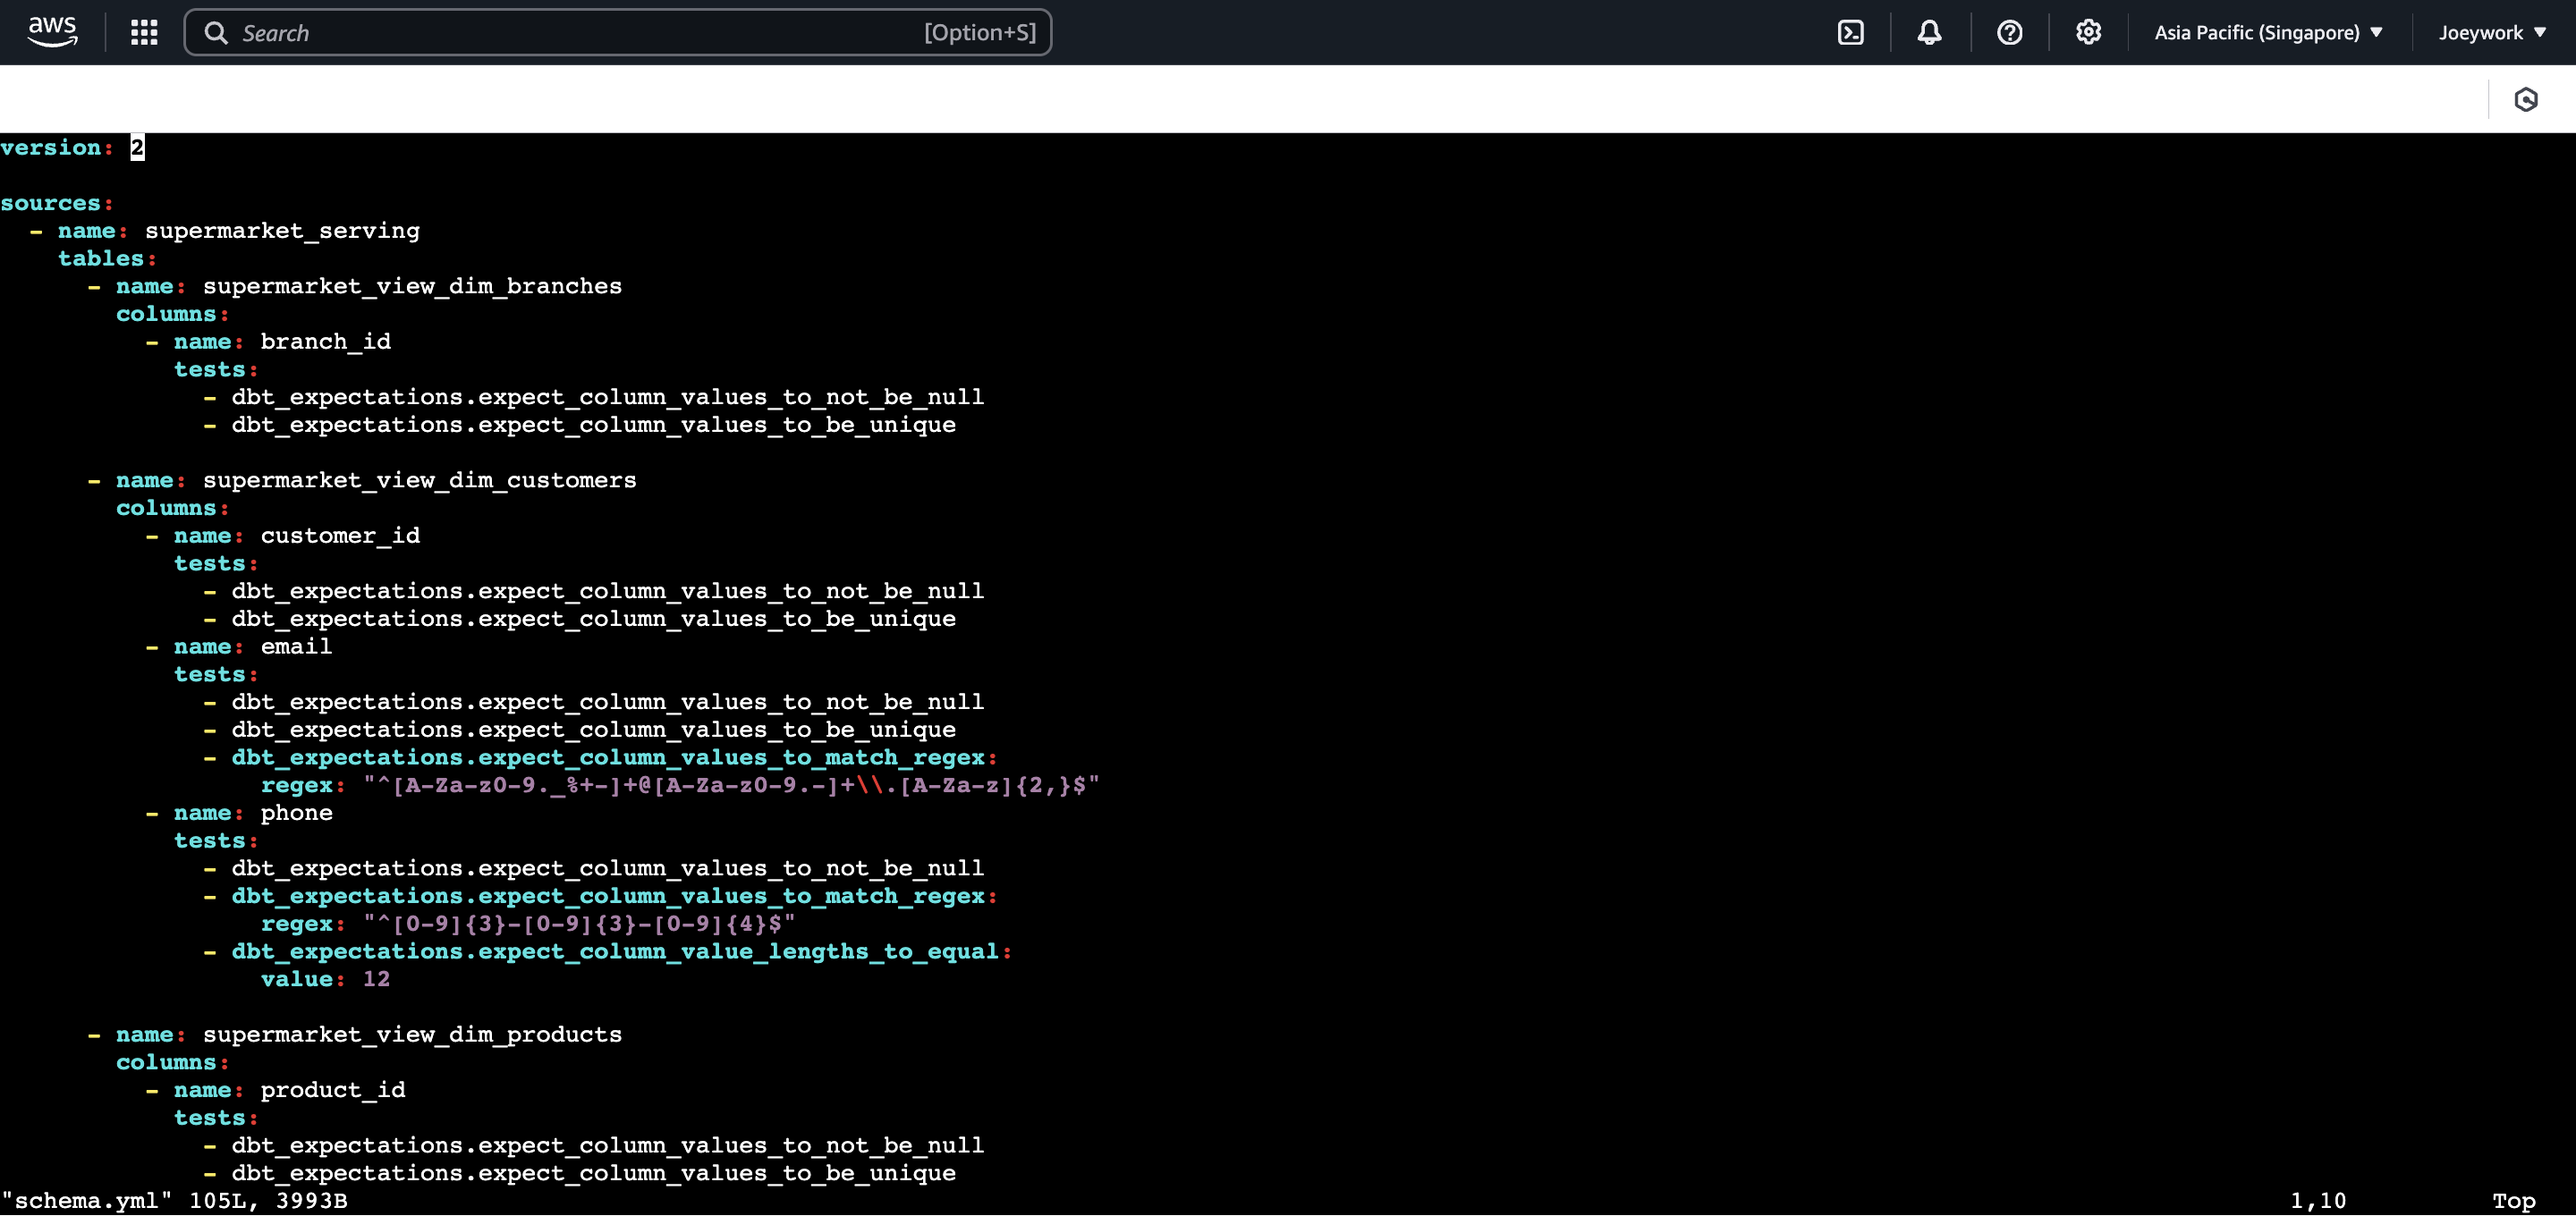 aws Search [Option+S] Asia Pacific (Singapore) Joeywork
version: 2
sources:
  - name: supermarket_serving
    tables:
      - name: supermarket_view_dim_branches
        columns:
          - name: branch_id
            tests:
              - dbt_expectations.expect_column_values_to_not_be_null
              - dbt_expectations.expect_column_values_to_be_unique
      - name: supermarket_view_dim_customers
        columns:
          - name: customer_id
            tests:
              - dbt_expectations.expect_column_values_to_not_be_null
              - dbt_expectations.expect_column_values_to_be_unique
          - name: email
            tests:
              - dbt_expectations.expect_column_values_to_not_be_null
              - dbt_expectations.expect_column_values_to_be_unique
              - dbt_expectations.expect_column_values_to_match_regex:
                  regex: "^[A-Za-z0-9._%+-]+@[A-Za-z0-9.-]+\\.[A-Za-z]{2,}$"
          - name: phone
            tests:
              - dbt_expectations.expect_column_values_to_not_be_null
              - dbt_expectations.expect_column_values_to_match_regex:
                  regex: "^[0-9]{3}-[0-9]{3}-[0-9]{4}$"
              - dbt_expectations.expect_column_value_lengths_to_equal:
                  value: 12
      - name: supermarket_view_dim_products
        columns:
          - name: product_id
            tests:
              - dbt_expectations.expect_column_values_to_not_be_null
              - dbt_expectations.expect_column_values_to_be_unique
"schema.yml" 105L, 3993B 1,10 Top